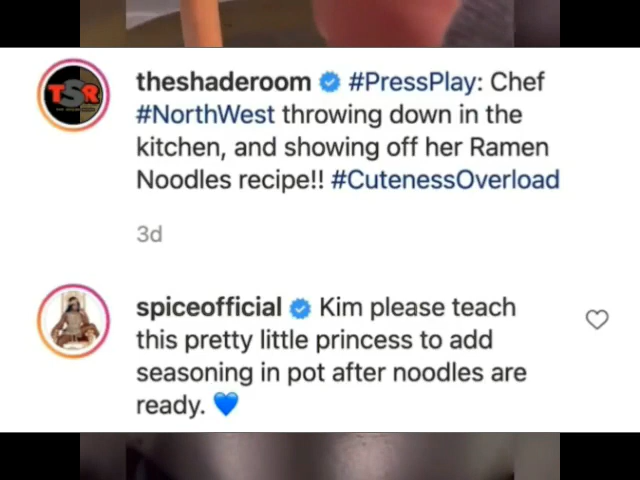 TSR
theshaderoom #PressPlay: Chef
#NorthWest throwing down in the
kitchen, and showing off her Ramen
Noodles recipe!! #CutenessOverload
3d
spiceofficial Kim please teach
this pretty little princess to add
seasoning in pot after noodles are
ready. 💙